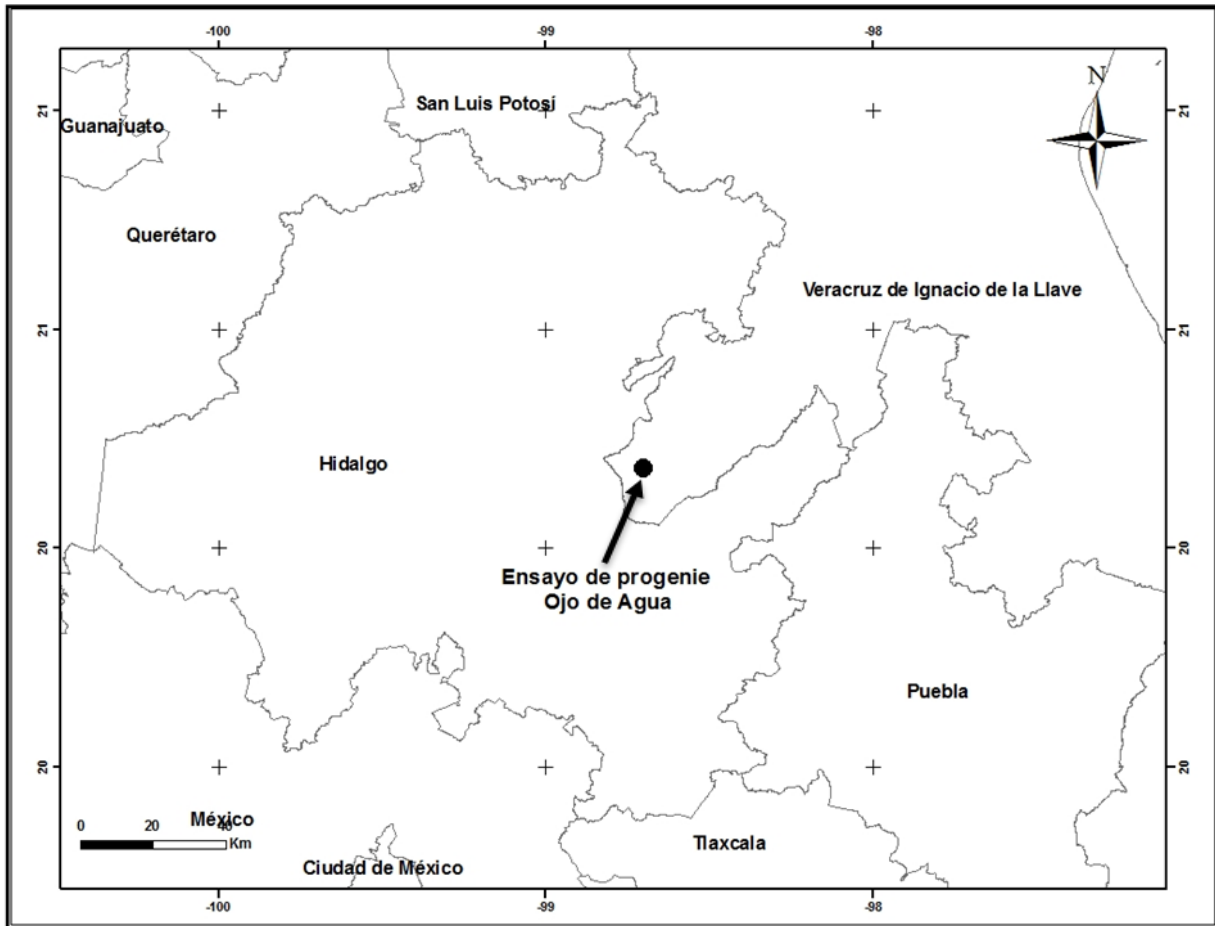 -100 -99 -98
N
21
21
San Luis Potosí
Guanajuato
Querétaro
Veracruz de Ignacio de la Llave
21
21
Hidalgo
20
20
Ensayo de progenie
Ojo de Agua
Puebla
20
20
México
0 20 40
Km
Tlaxcala
Ciudad de México
-100 -99 -98